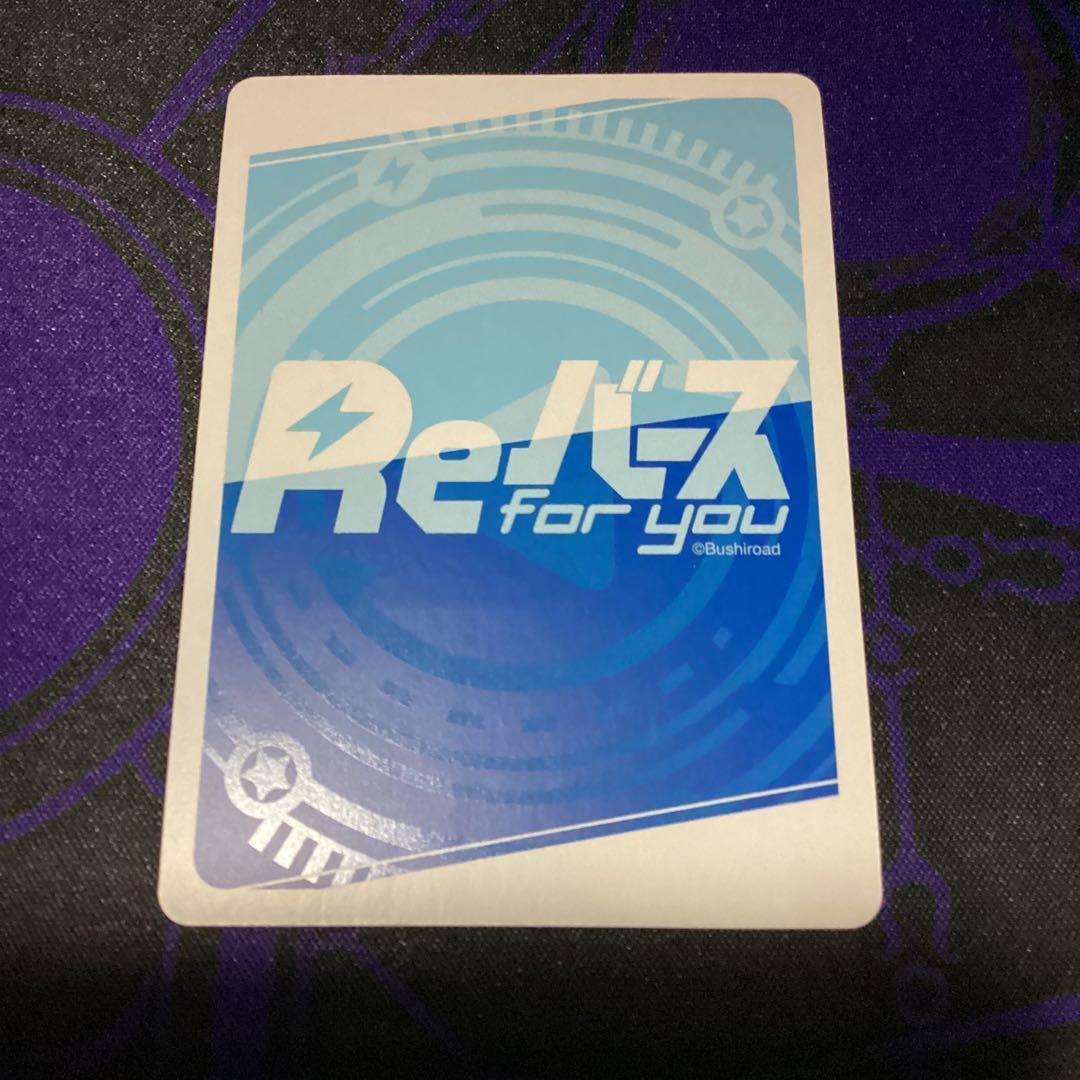 Reバース
for you
©Bushiroad